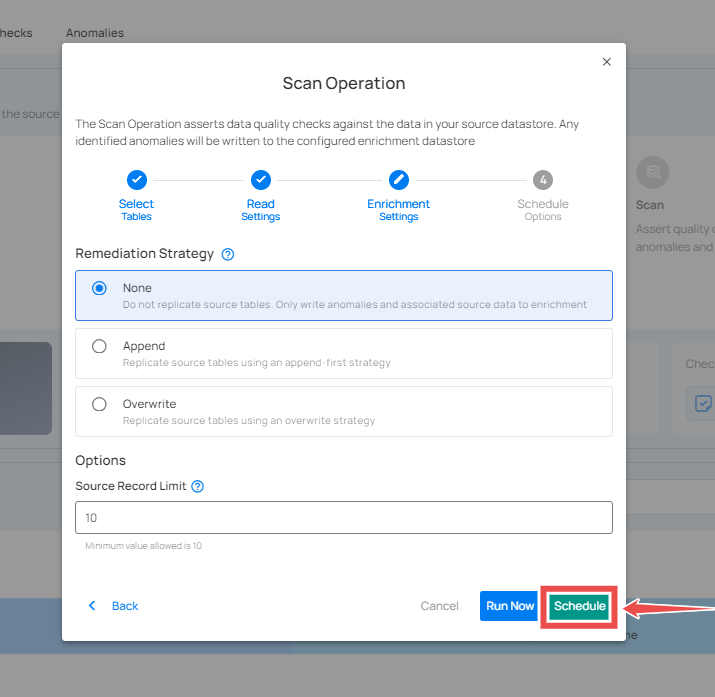 hecks Anomalies
Scan Operation
The Scan Operation asserts data quality checks against the data in your source datastore. Any
identified anomalies will be written to the configured enrichment datastore
the source
4
Select Read Enrichment Schedule
Tables Settings Settings Options
Scan
Assert quality c
anomalies and
Remediation Strategy ?
None
Do not replicate source tables. Only write anomalies and associated source data to enrichment
Append
Replicate source tables using an append-first strategy
Overwrite
Replicate source tables using an overwrite strategy
Chec
Options
Source Record Limit ?
10
Minimum value allowed is 10
Back Cancel Run Now Schedule
me